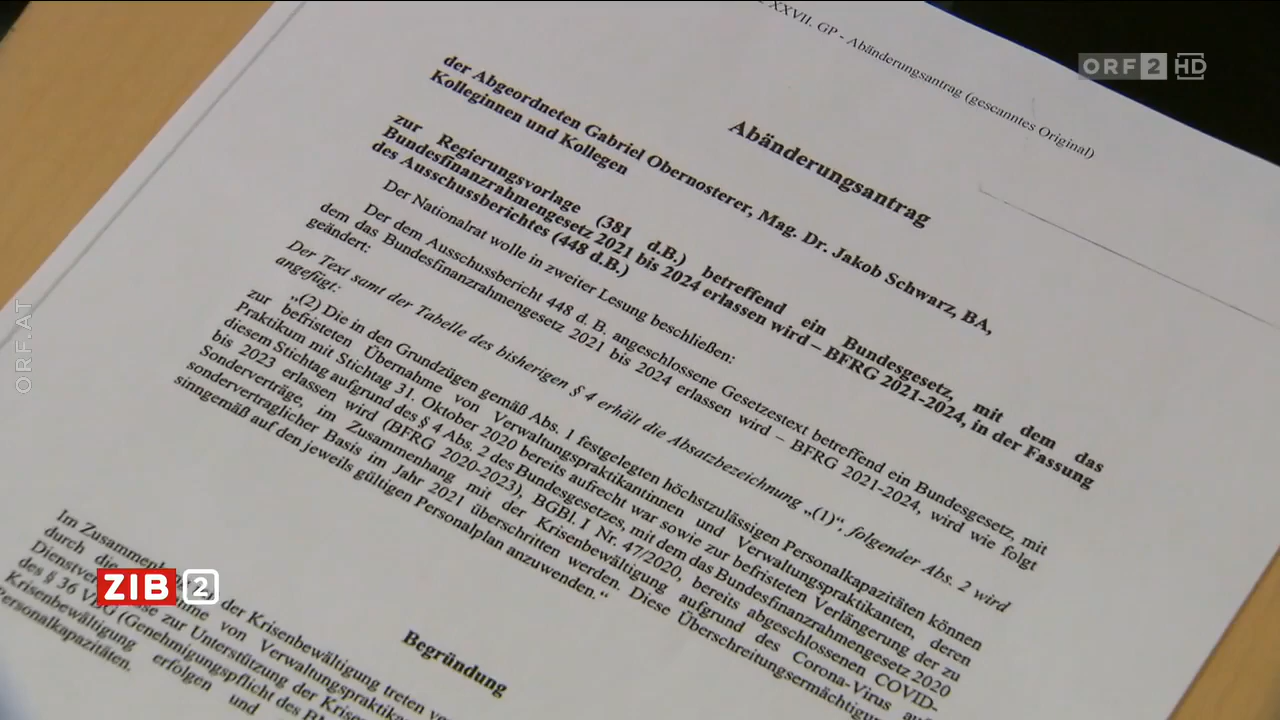 XXVII. GP - Abänderungsantrag (gescanntes Original)
ORF 2 HD
Abänderungsantrag
der Abgeordneten Gabriel Obernosterer, Mag. Dr. Jakob Schwarz, BA,
Kolleginnen und Kollegen
zur Regierungsvorlage (381 d.B.) betreffend ein Bundesgesetz, mit dem das
Bundesfinanzrahmengesetz 2021 bis 2024 erlassen wird – BFRG 2021-2024, in der Fassung
des Ausschussberichtes (448 d.B.)
Der Nationalrat wolle in zweiter Lesung beschließen:
Der dem Ausschussbericht 448 d. B. angeschlossene Gesetzestext betreffend ein Bundesgesetz, mit
dem das Bundesfinanzrahmengesetz 2021 bis 2024 erlassen wird – BFRG 2021-2024, wird wie folgt
geändert:
Der Text samt der Tabelle des bisherigen § 4 erhält die Absatzbezeichnung „(1)“, folgender Abs. 2 wird
angefügt:
„(2) Die in den Grundzügen gemäß Abs. 1 festgelegten höchstzulässigen Personalkapazitäten können
zur befristeten Übernahme von Verwaltungspraktikantinnen und Verwaltungspraktikanten, deren
Praktikum mit Stichtag 31. Oktober 2020 bereits aufrecht war sowie zur befristeten Verlängerung der zu
diesem Stichtag aufgrund des § 4 Abs. 2 des Bundesgesetzes, mit dem das Bundesfinanzrahmengesetz 2020
bis 2023 erlassen wird (BFRG 2020-2023), BGBl. I Nr. 47/2020, bereits abgeschlossenen COVID-
Sonderverträge, im Zusammenhang mit der Krisenbewältigung aufgrund des Corona-Virus auf
sondervertraglicher Basis im Jahr 2021 überschritten werden. Diese Überschreitungsermächtigung
sinngemäß auf den jeweils gültigen Personalplan anzuwenden.“
Begründung
Im Zusammenhang der Krisenbewältigung treten
durch die von Verwaltungspraktika
zur Unterstützung der
des § 36 VBG (Genehmigungspflicht des
Krisenbewältigung erfolgen und
Personalkapazitäten.
ZIB 2
ORF.AT